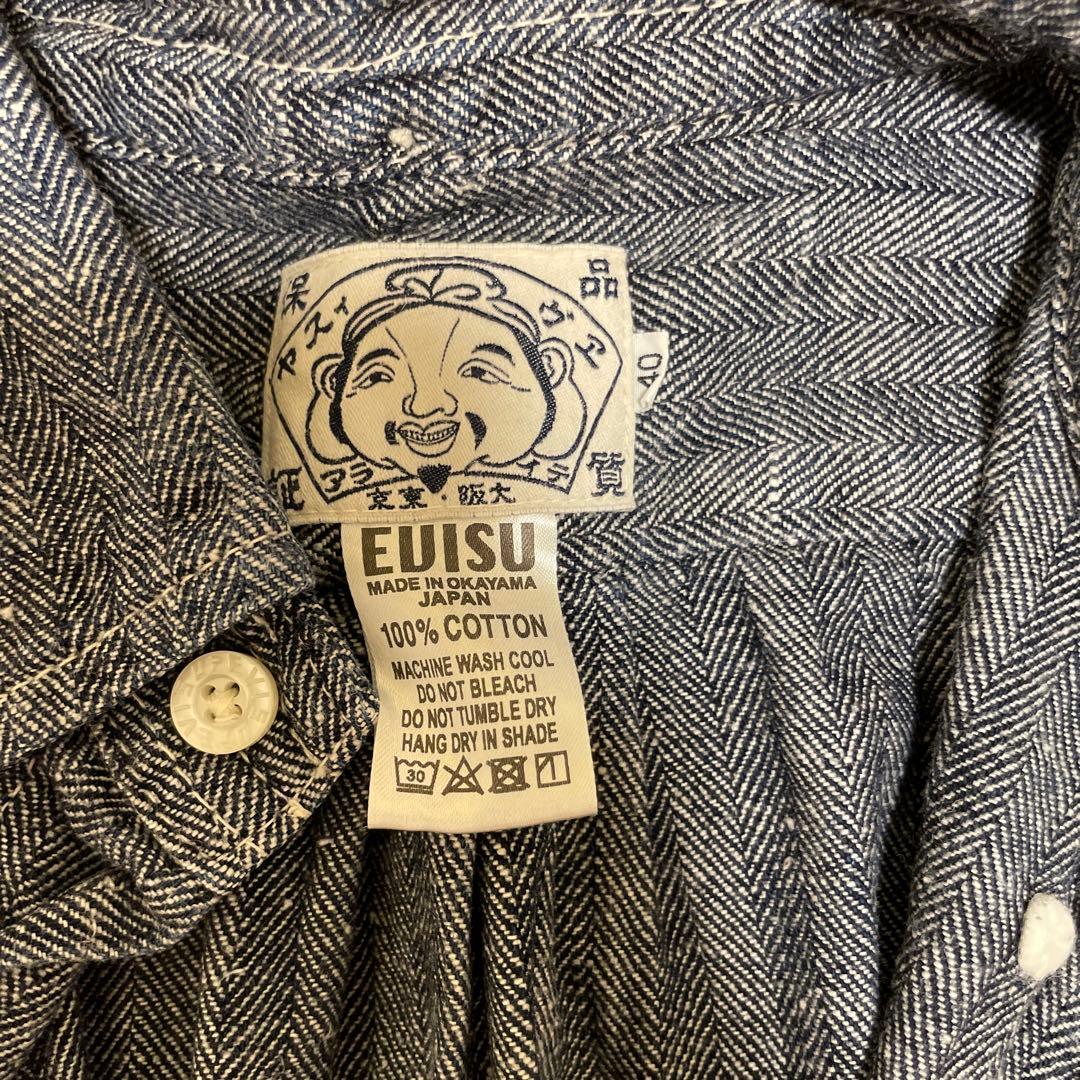 品質保証
エヴィスヤ
テイラア
大阪・東京
40
EVISU
MADE IN OKAYAMA
JAPAN
100% COTTON
MACHINE WASH COOL
DO NOT BLEACH
DO NOT TUMBLE DRY
HANG DRY IN SHADE
30